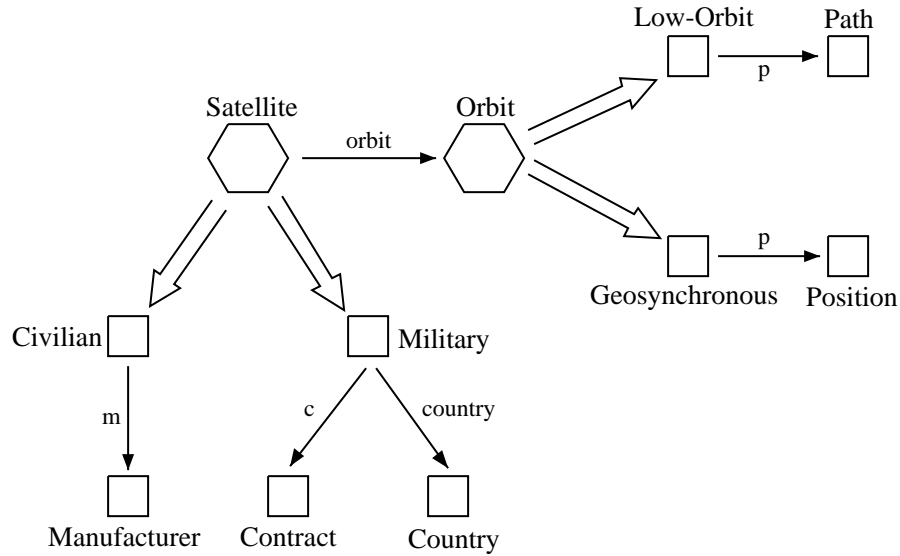 Low-Orbit
Path
p
Satellite
Orbit
orbit
p
Geosynchronous
Position
Civilian
Military
m
c
country
Manufacturer
Contract
Country